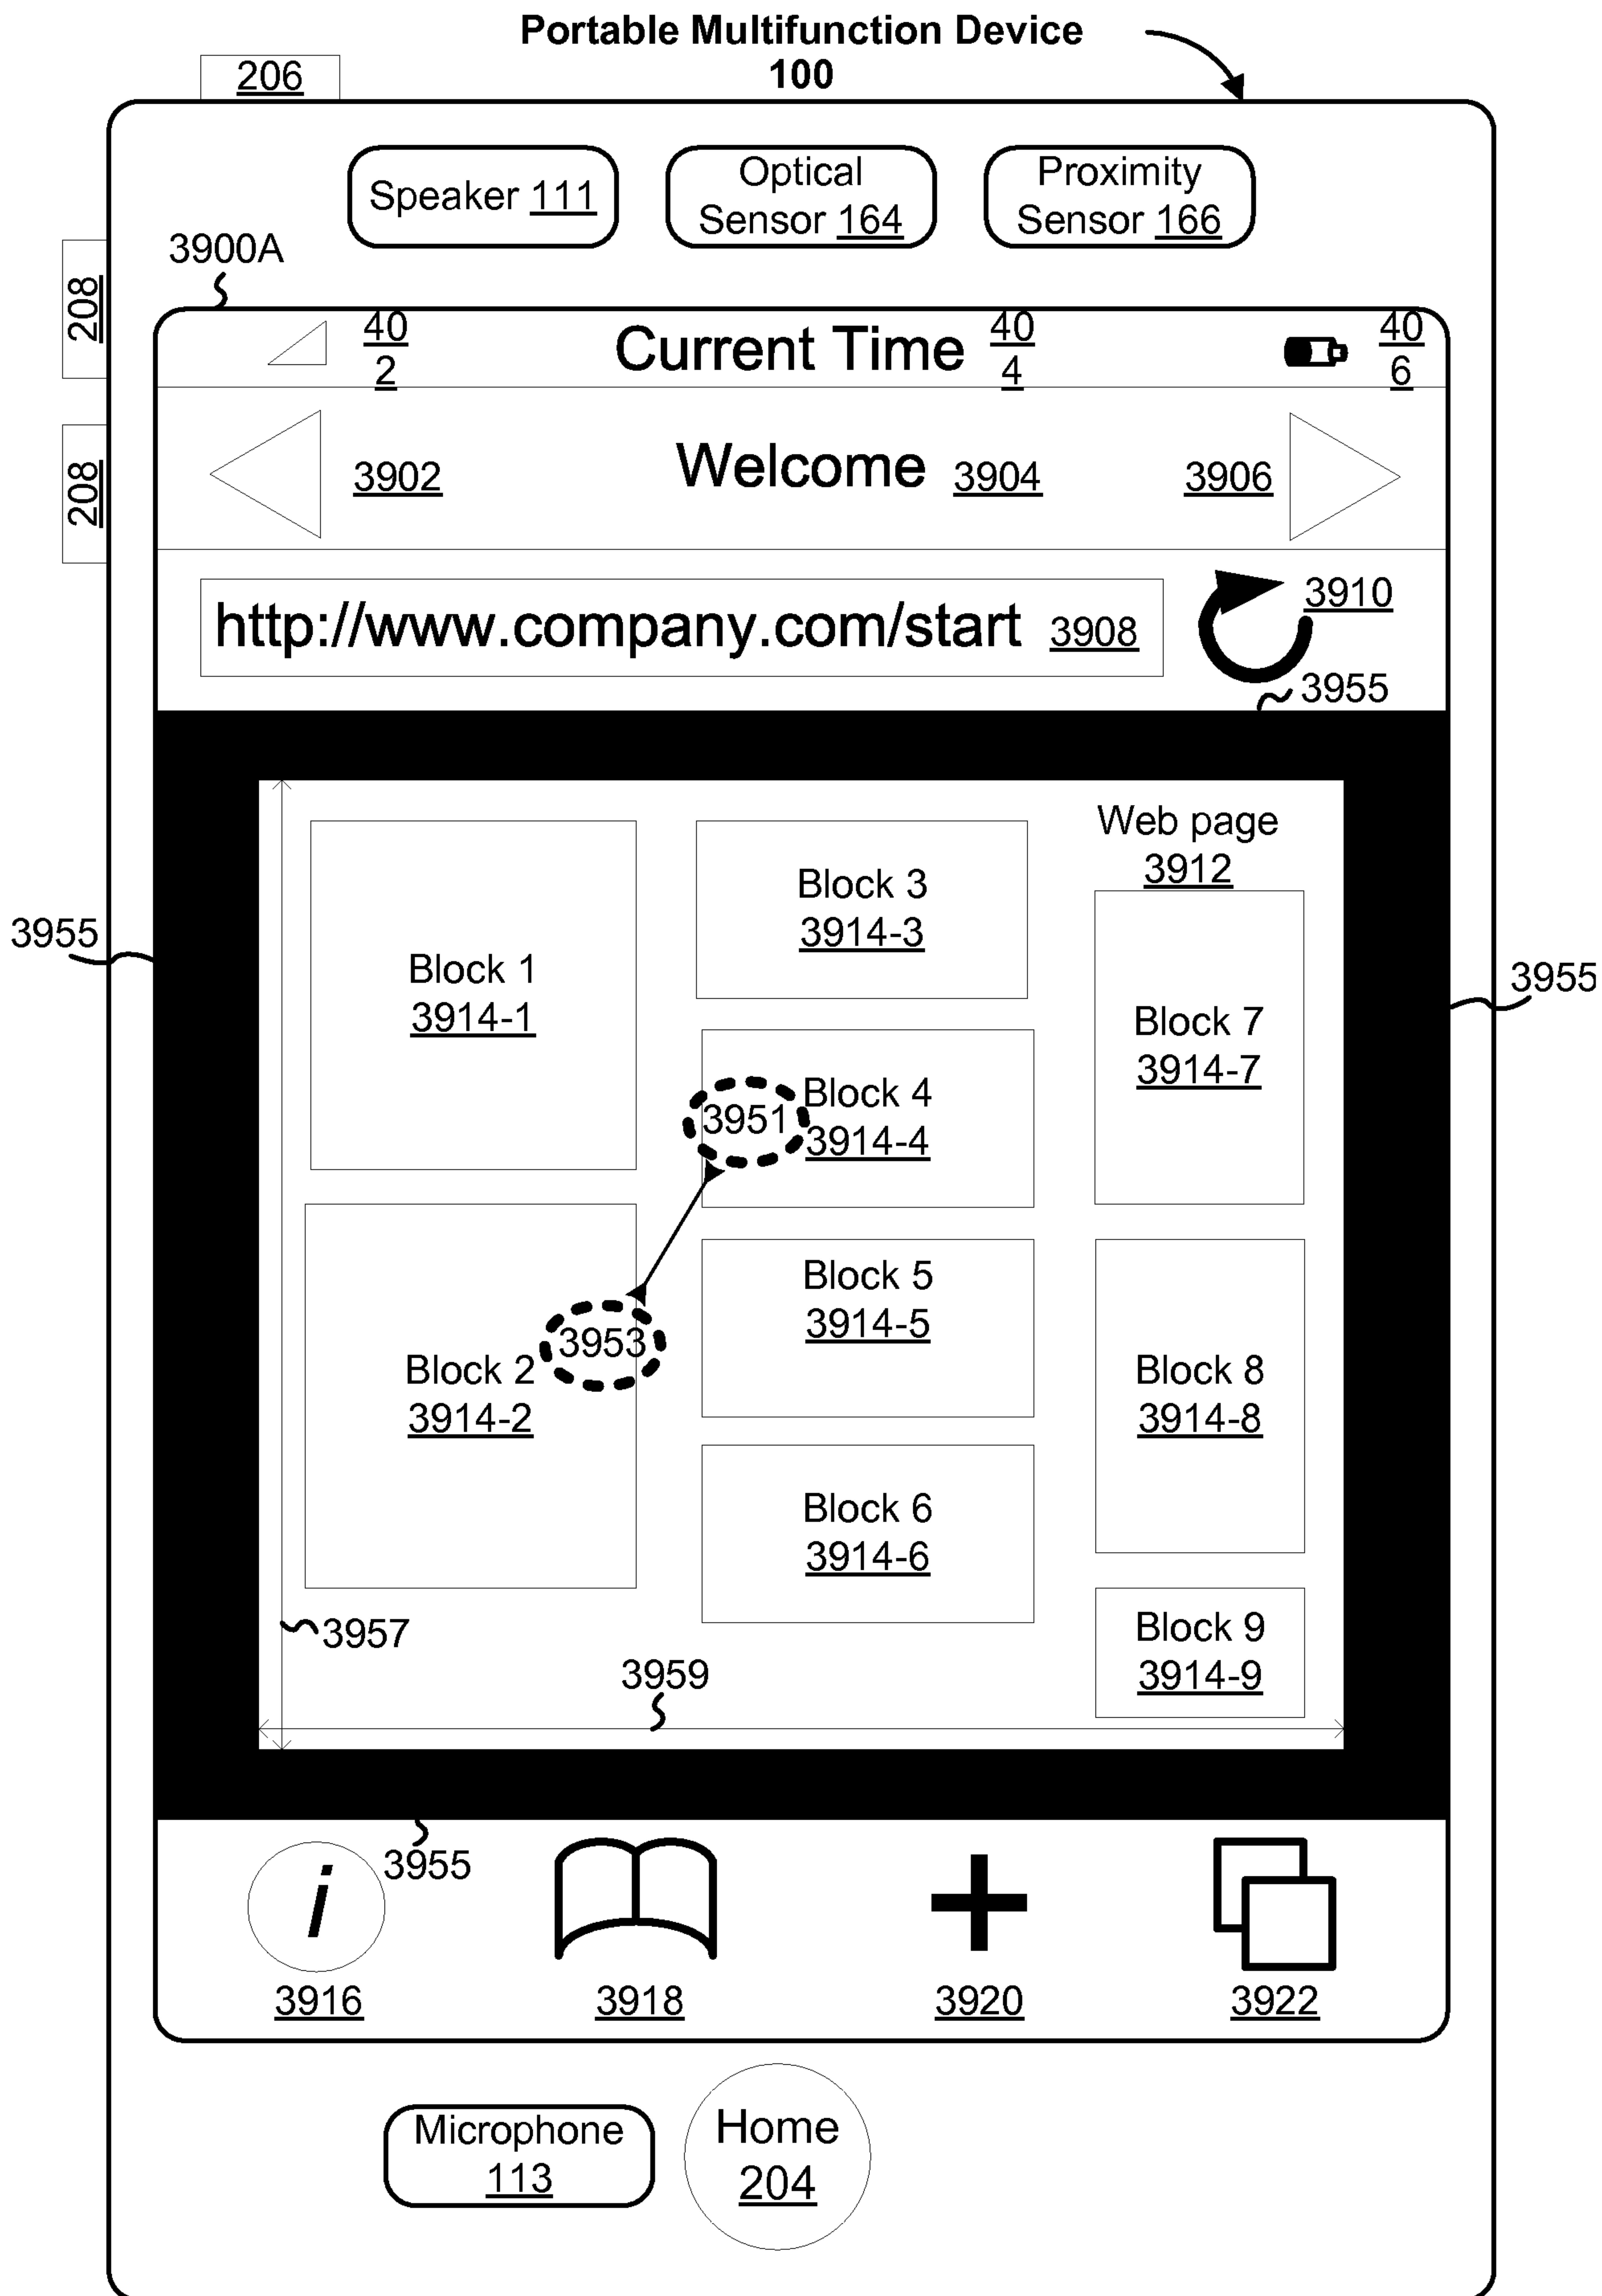 Portable Multifunction Device
100
206
Speaker 111
Optical
Sensor 164
Proximity
Sensor 166
3900A
208
208
40
2
Current Time
40
4
40
6
3902
Welcome 3904
3906
http://www.company.com/start 3908
3910
3955
Web page
3912
Block 1
3914-1
Block 3
3914-3
3955
3955
Block 7
3914-7
3951
Block 4
3914-4
Block 5
3914-5
3953
Block 2
3914-2
Block 8
3914-8
Block 6
3914-6
3957
Block 9
3914-9
3959
3955
i
3916
3918
3920
3922
Microphone
113
Home
204